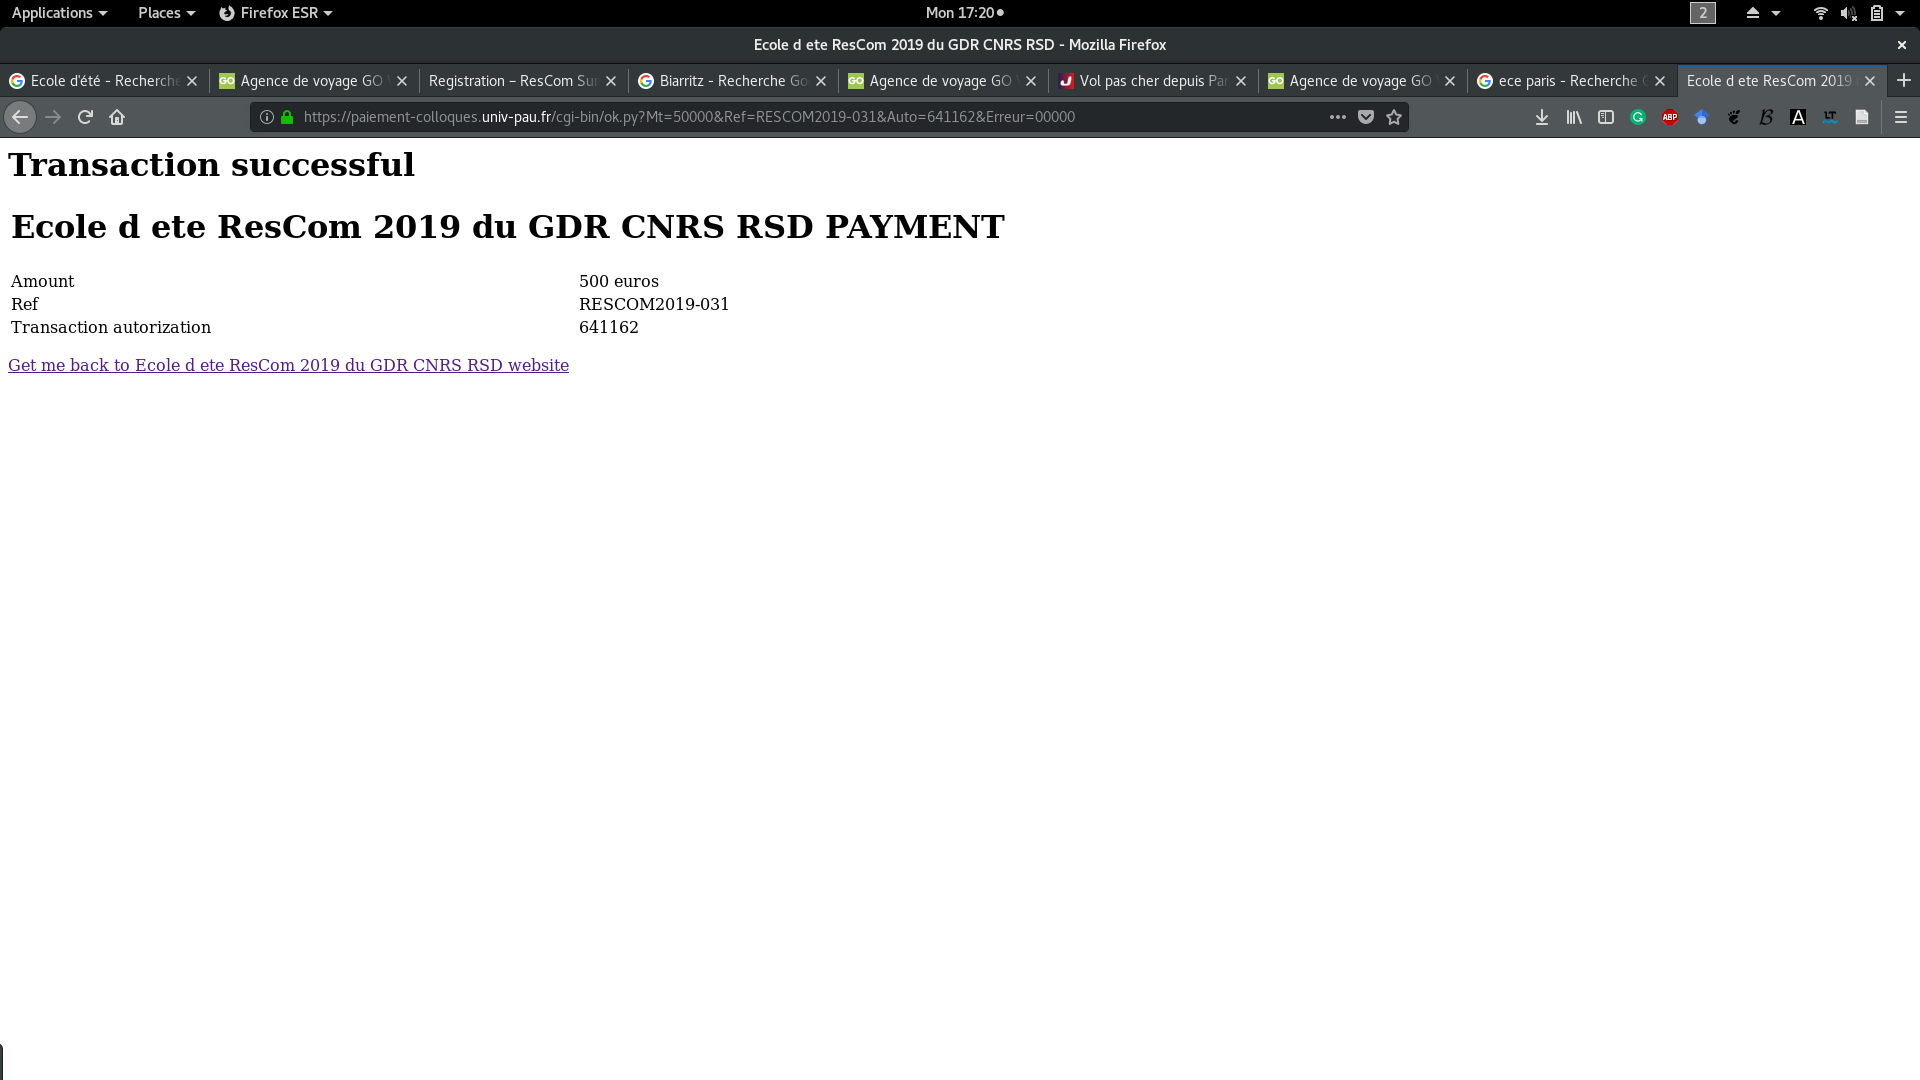 Applications Places Firefox ESR Mon 17:20 2
Ecole d ete ResCom 2019 du GDR CNRS RSD - Mozilla Firefox
Ecole d'été - Recherche Agence de voyage GO Registration – ResCom Sum Biarritz - Recherche Go Agence de voyage GO Vol pas cher depuis Par Agence de voyage GO ece paris - Recherche G Ecole d ete ResCom 2019
https://paiement-colloques.univ-pau.fr/cgi-bin/ok.py?Mt=50000&Ref=RESCOM2019-031&Auto=641162&Erreur=00000
Transaction successful
Ecole d ete ResCom 2019 du GDR CNRS RSD PAYMENT
Amount 500 euros
Ref RESCOM2019-031
Transaction autorization 641162
Get me back to Ecole d ete ResCom 2019 du GDR CNRS RSD website